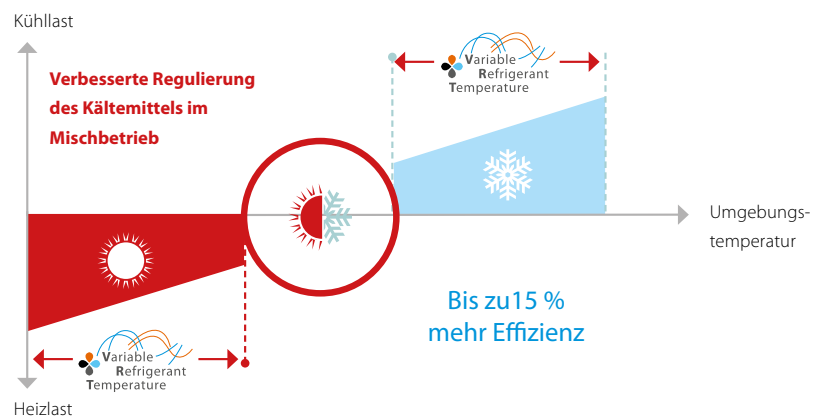 Kühllast
Verbesserte Regulierung
des Kältemittels im
Mischbetrieb
Variable
Refrigerant
Temperature
Umgebungs-
temperatur
Bis zu15 %
mehr Effizienz
Variable
Refrigerant
Temperature
Heizlast